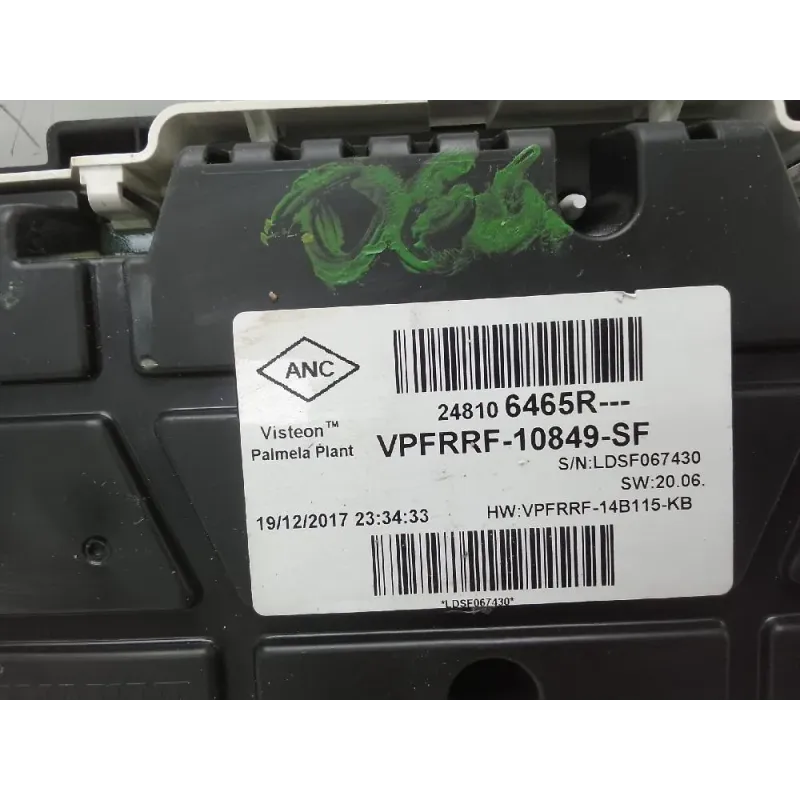 066
ANC
Visteon™
Palmela Plant
24810 6465R---
VPFRRF-10849-SF
S/N:LDSF067430
SW:20.06.
19/12/2017 23:34:33
HW:VPFRRF-14B115-KB
*LDSF067430*